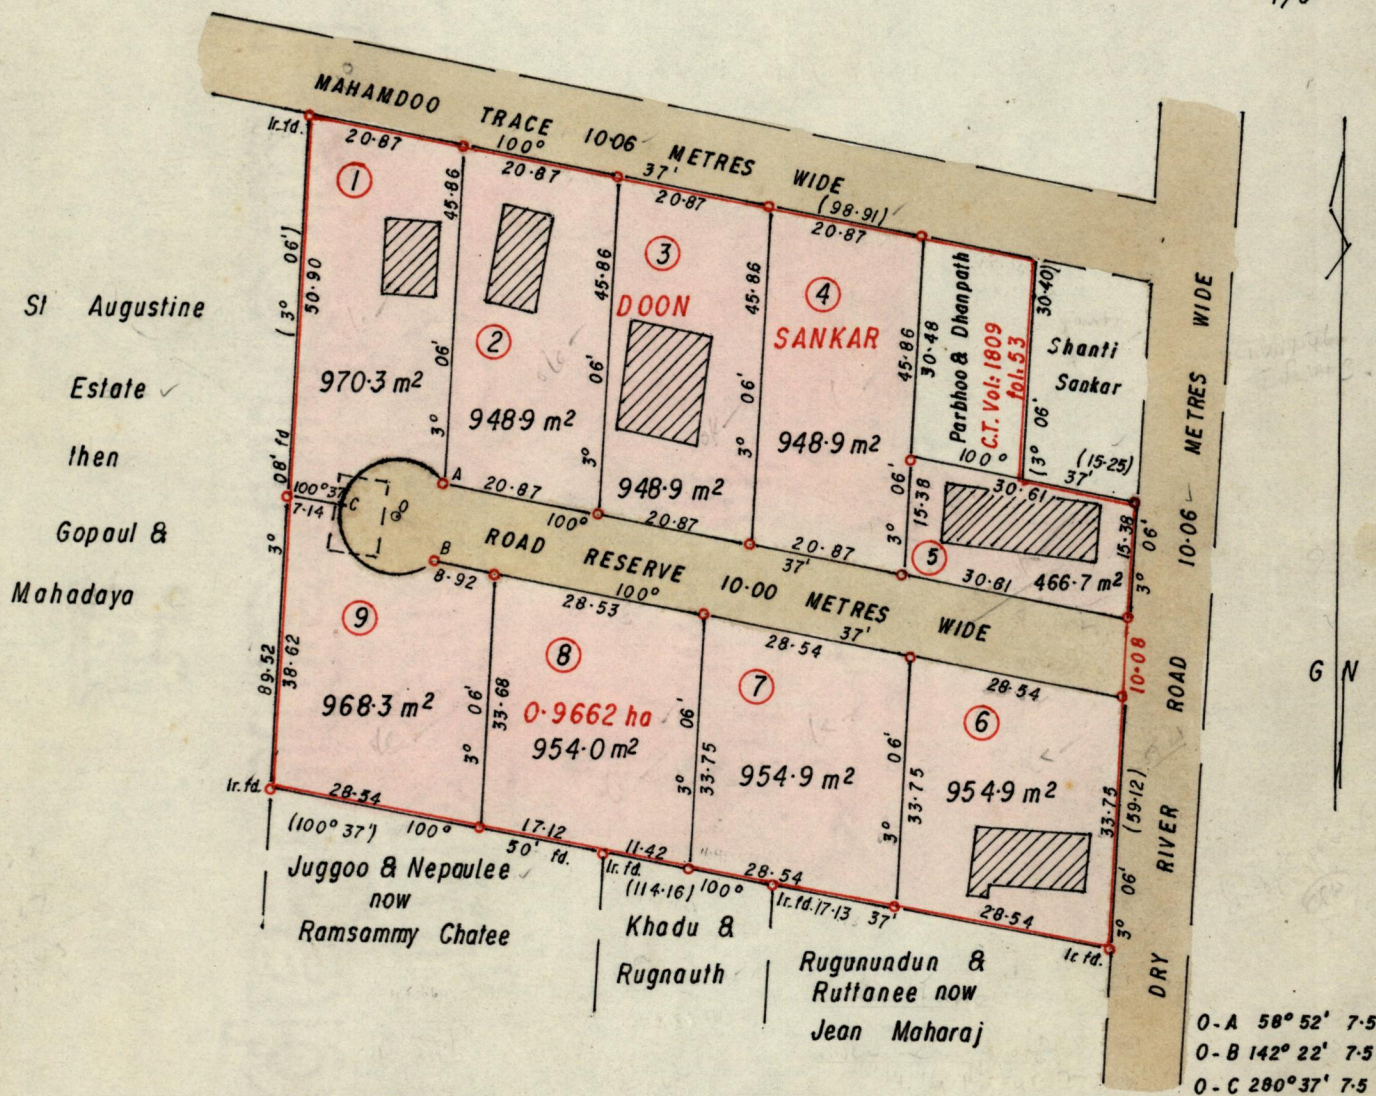 MAHAMDOO TRACE 10·06 METRES WIDE
Ir. fd.
20·87
100°
20·87
37'
20·87
(98·91)
20·87
1
2
3
4
DOON
SANKAR
(3° 06')
50·90
45·86
3° 06'
45·86
3° 06'
45·86
3° 06'
45·86
30·48
Parbhoo & Dhanpath
C.T. Vol: 1809
fol: 53
30·40)
(3° 06'
Shanti
Sankar
100°
37'
(15·25)
30·61
970·3 m²
948·9 m²
948·9 m²
948·9 m²
St Augustine
Estate
then
Gopaul &
Mahadaya
08' fd
3°
100° 37'
7·14
C
O
A
B
20·87
100°
20·87
37'
20·87
3° 06'
15·38
5
30·61
466·7 m²
15·38
3° 06'
ROAD RESERVE 10·00 METRES WIDE
8·92
28·53
100°
28·54
37'
28·54
10·08
9
8
7
6
89·52
38·62
968·3 m²
3° 06'
33·68
0·9662 ha
954·0 m²
3° 06'
33·75
954·9 m²
3° 06'
33·75
954·9 m²
33·75
(59·12)
3° 06'
DRY RIVER ROAD 10·06 METRES WIDE
G N
Ir. fd.
28·54
(100° 37')
100°
17·12
50' fd.
Ir. fd.
11·42
(114·16)
100°
28·54
Ir. fd. 17·13
37'
28·54
Ir. fd.
Juggoo & Nepaulee
now
Ramsammy Chatee
Khadu &
Rugnauth
Rugunundun &
Ruttanee now
Jean Maharaj
O-A 58° 52' 7·5
O-B 142° 22' 7·5
O-C 280° 37' 7·5